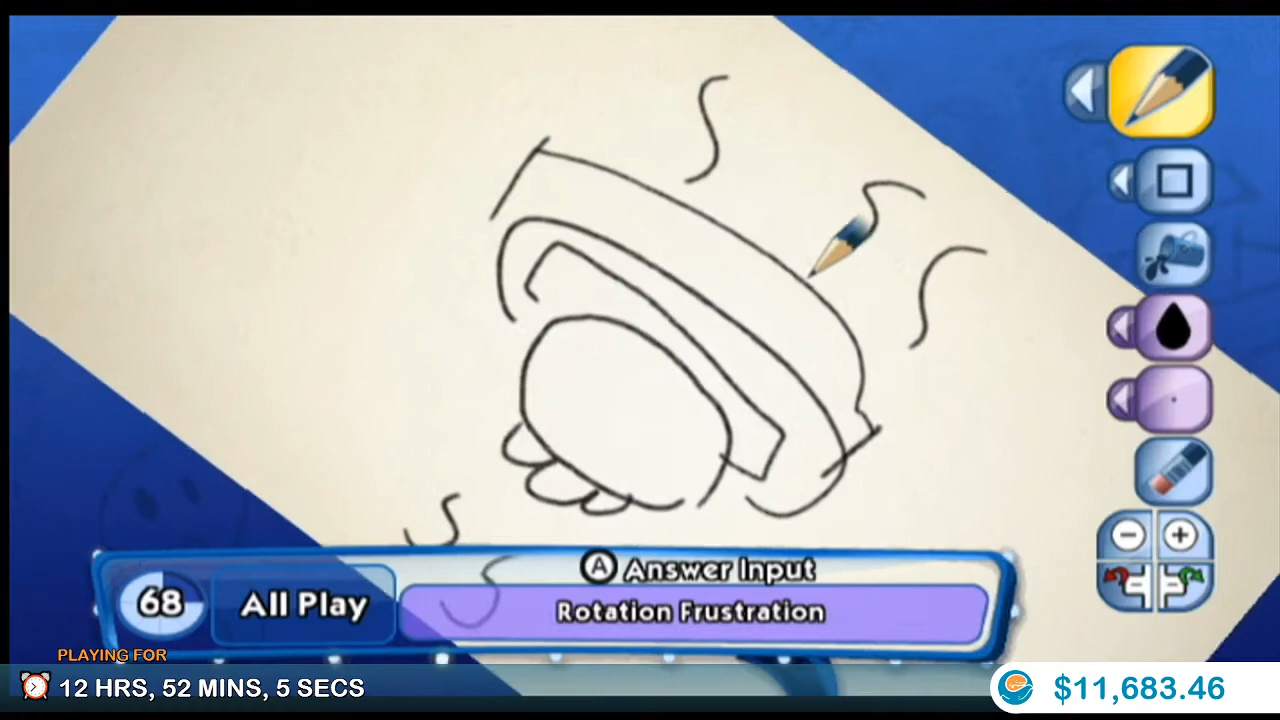 Ⓐ Answer Input
68 All Play Rotation Frustration
PLAYING FOR
12 HRS, 52 MINS, 5 SECS
$11,683.46